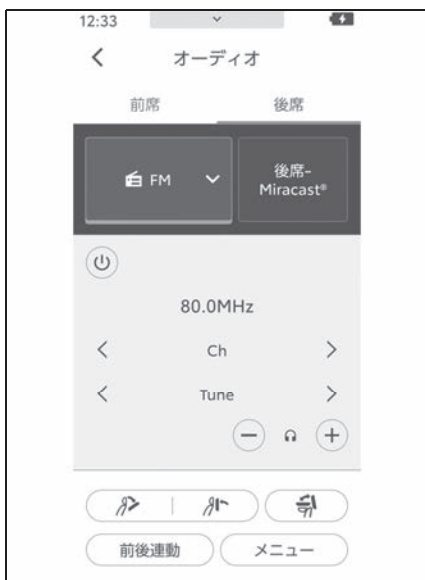 12:33
オーディオ
前席 後席
FM
後席-
Miracast®
80.0MHz
Ch
Tune
前後連動 メニュー